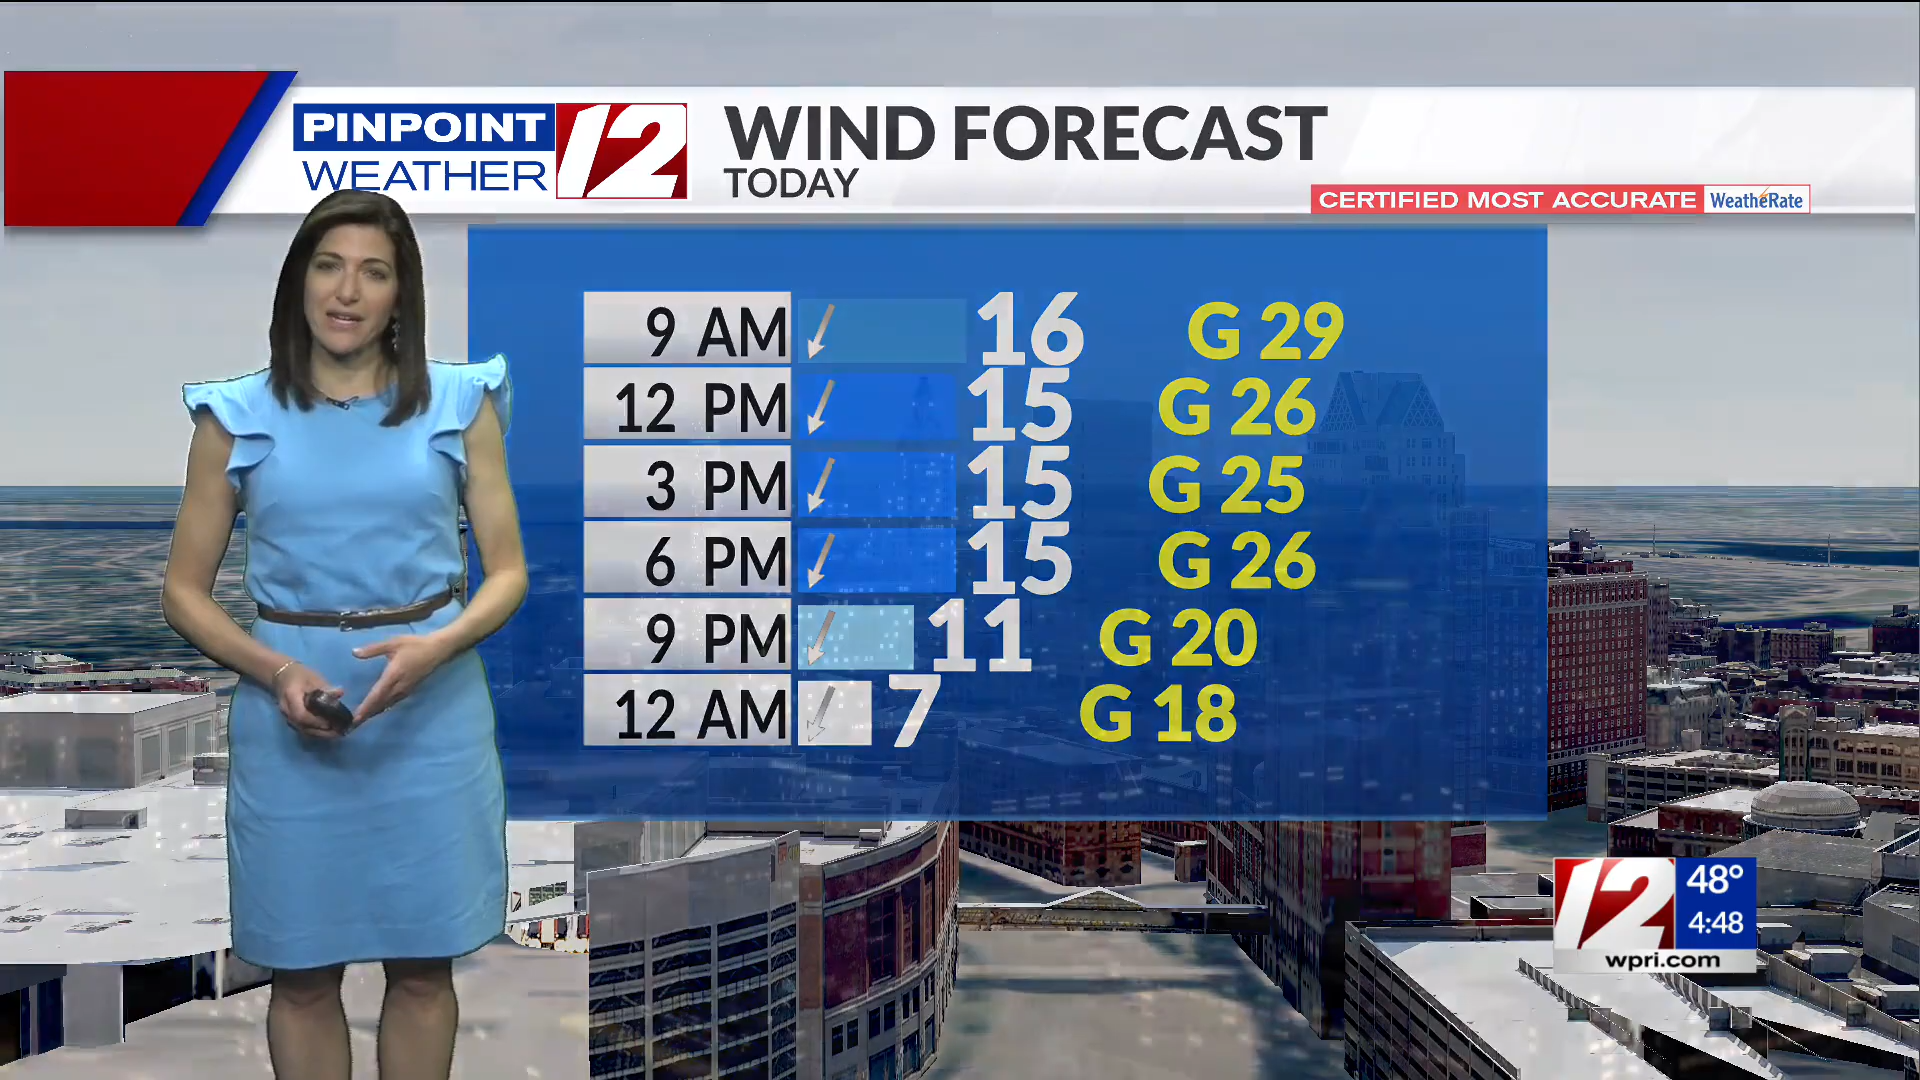 PINPOINT
WEATHER
12
WIND FORECAST
TODAY
CERTIFIED MOST ACCURATE WeatheRate
9 AM 16 G 29
12 PM 15 G 26
3 PM 15 G 25
6 PM 15 G 26
9 PM 11 G 20
12 AM 7 G 18
12 48°
4:48
wpri.com